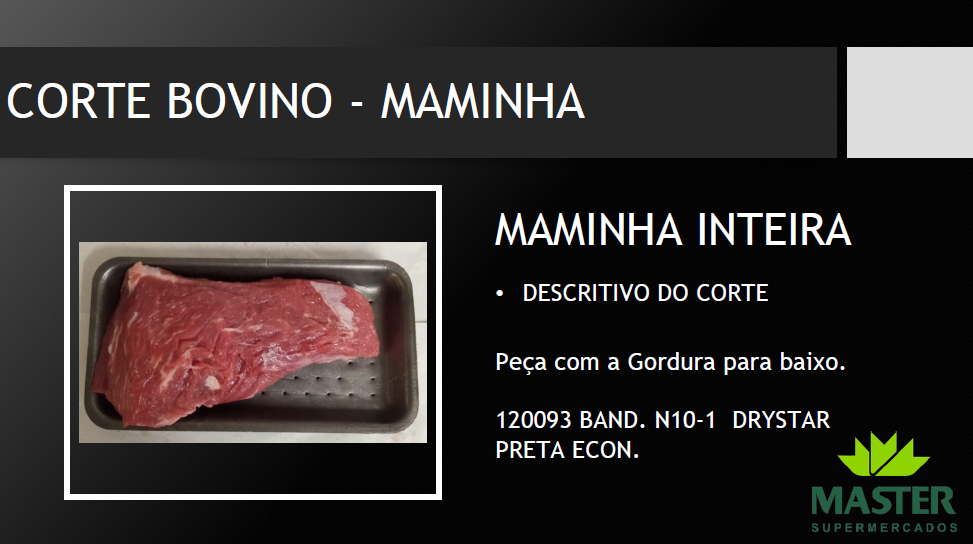 CORTE BOVINO - MAMINHA
MAMINHA INTEIRA
• DESCRITIVO DO CORTE
Peça com a Gordura para baixo.
120093 BAND. N10-1 DRYSTAR
PRETA ECON.
MASTER
SUPERMERCADOS